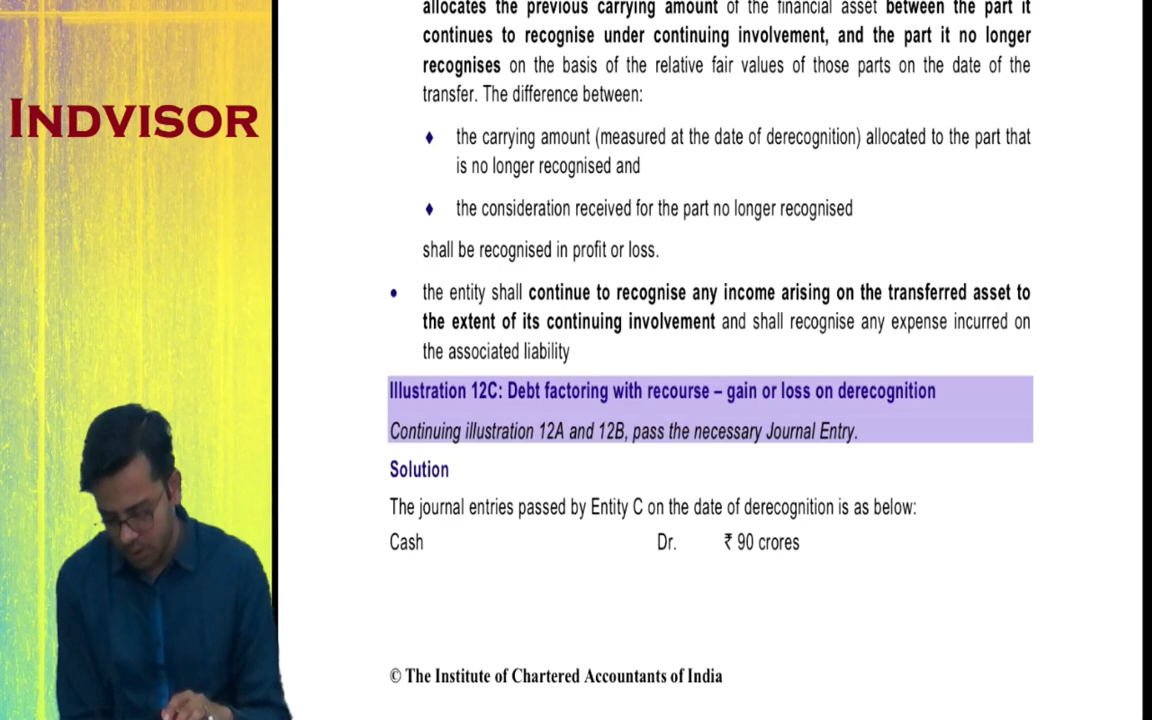 INDVISOR
allocates the previous carrying amount of the financial asset between the part it
continues to recognise under continuing involvement, and the part it no longer
recognises on the basis of the relative fair values of those parts on the date of the
transfer. The difference between:
♦ the carrying amount (measured at the date of derecognition) allocated to the part that
is no longer recognised and
♦ the consideration received for the part no longer recognised
shall be recognised in profit or loss.
• the entity shall continue to recognise any income arising on the transferred asset to
the extent of its continuing involvement and shall recognise any expense incurred on
the associated liability
Illustration 12C: Debt factoring with recourse – gain or loss on derecognition
Continuing illustration 12A and 12B, pass the necessary Journal Entry.
Solution
The journal entries passed by Entity C on the date of derecognition is as below:
Cash Dr. ₹ 90 crores
© The Institute of Chartered Accountants of India